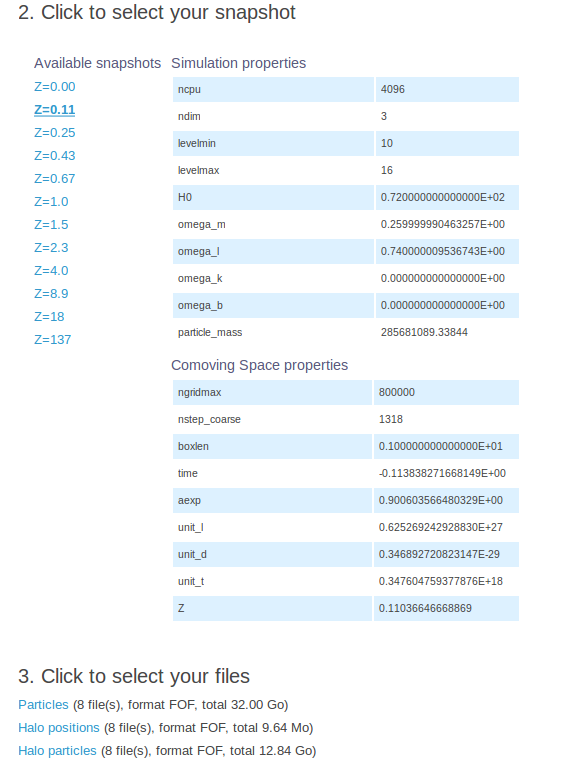 2. Click to select your snapshot
Available snapshots
Z=0.00
Z=0.11
Z=0.25
Z=0.43
Z=0.67
Z=1.0
Z=1.5
Z=2.3
Z=4.0
Z=8.9
Z=18
Z=137
Simulation properties
ncpu 4096
ndim 3
levelmin 10
levelmax 16
H0 0.720000000000000E+02
omega_m 0.259999990463257E+00
omega_l 0.740000009536743E+00
omega_k 0.000000000000000E+00
omega_b 0.000000000000000E+00
particle_mass 285681089.33844
Comoving Space properties
ngridmax 800000
nstep_coarse 1318
boxlen 0.100000000000000E+01
time -0.113838271668149E+00
aexp 0.900603566480329E+00
unit_l 0.625269242928830E+27
unit_d 0.346892720823147E-29
unit_t 0.347604759377876E+18
Z 0.11036646668869
3. Click to select your files
Particles (8 file(s), format FOF, total 32.00 Go)
Halo positions (8 file(s), format FOF, total 9.64 Mo)
Halo particles (8 file(s), format FOF, total 12.84 Go)